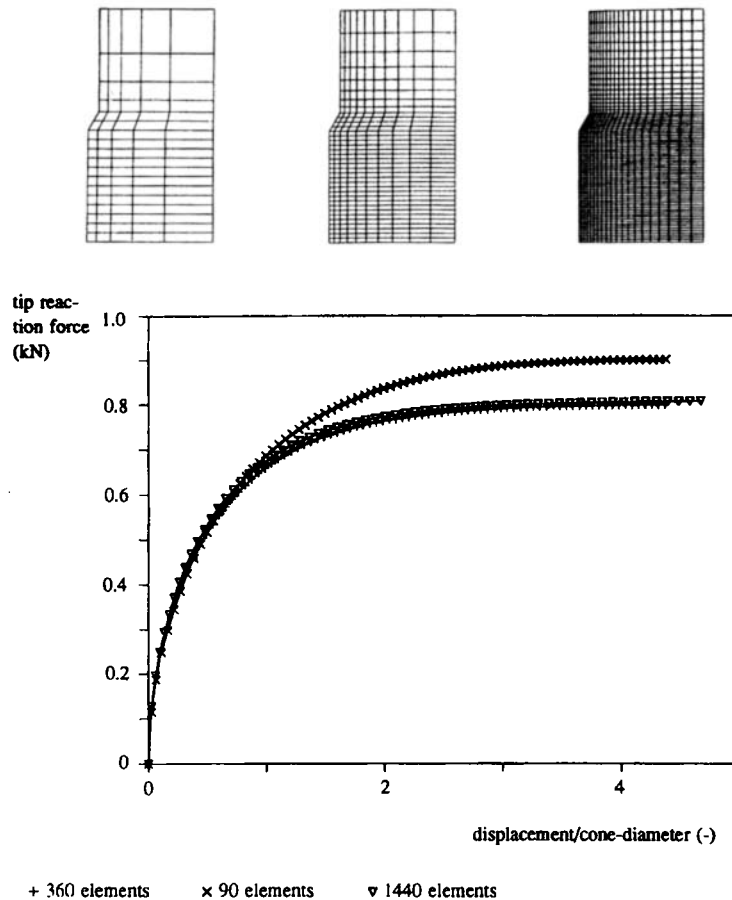 tip reac-
tion force
(kN)
1.0
0.8
0.6
0.4
0.2
0
0
2
4
displacement/cone-diameter (-)
+ 360 elements × 90 elements ▿ 1440 elements